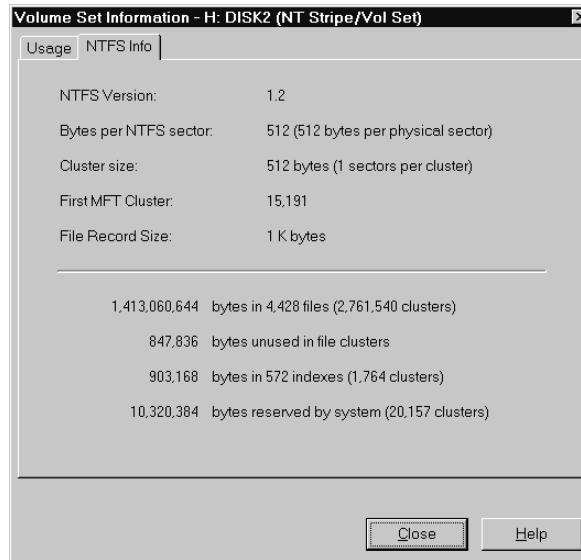 Volume Set Information - H: DISK2 (NT Stripe/Vol Set)
Usage NTFS Info
NTFS Version: 1.2
Bytes per NTFS sector: 512 (512 bytes per physical sector)
Cluster size: 512 bytes (1 sectors per cluster)
First MFT Cluster: 15,191
File Record Size: 1 K bytes
1,413,060,644 bytes in 4,428 files (2,761,540 clusters)
847,836 bytes unused in file clusters
903,168 bytes in 572 indexes (1,764 clusters)
10,320,384 bytes reserved by system (20,157 clusters)
Close Help